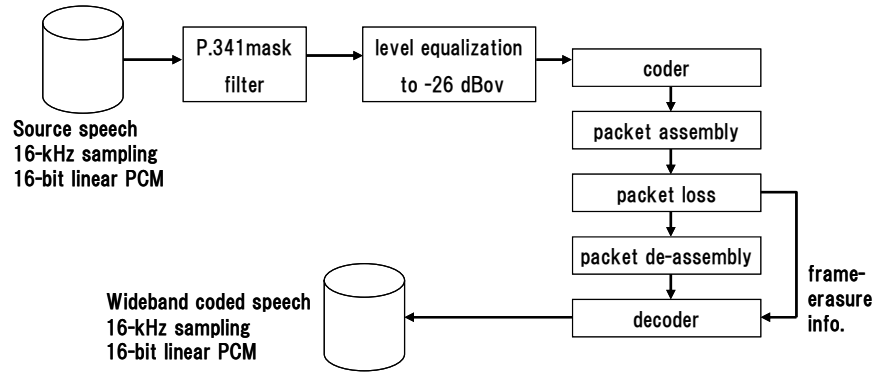 P.341mask
filter
level equalization
to -26 dBov
coder
Source speech
16-kHz sampling
16-bit linear PCM
packet assembly
packet loss
packet de-assembly
frame-
erasure
info.
decoder
Wideband coded speech
16-kHz sampling
16-bit linear PCM